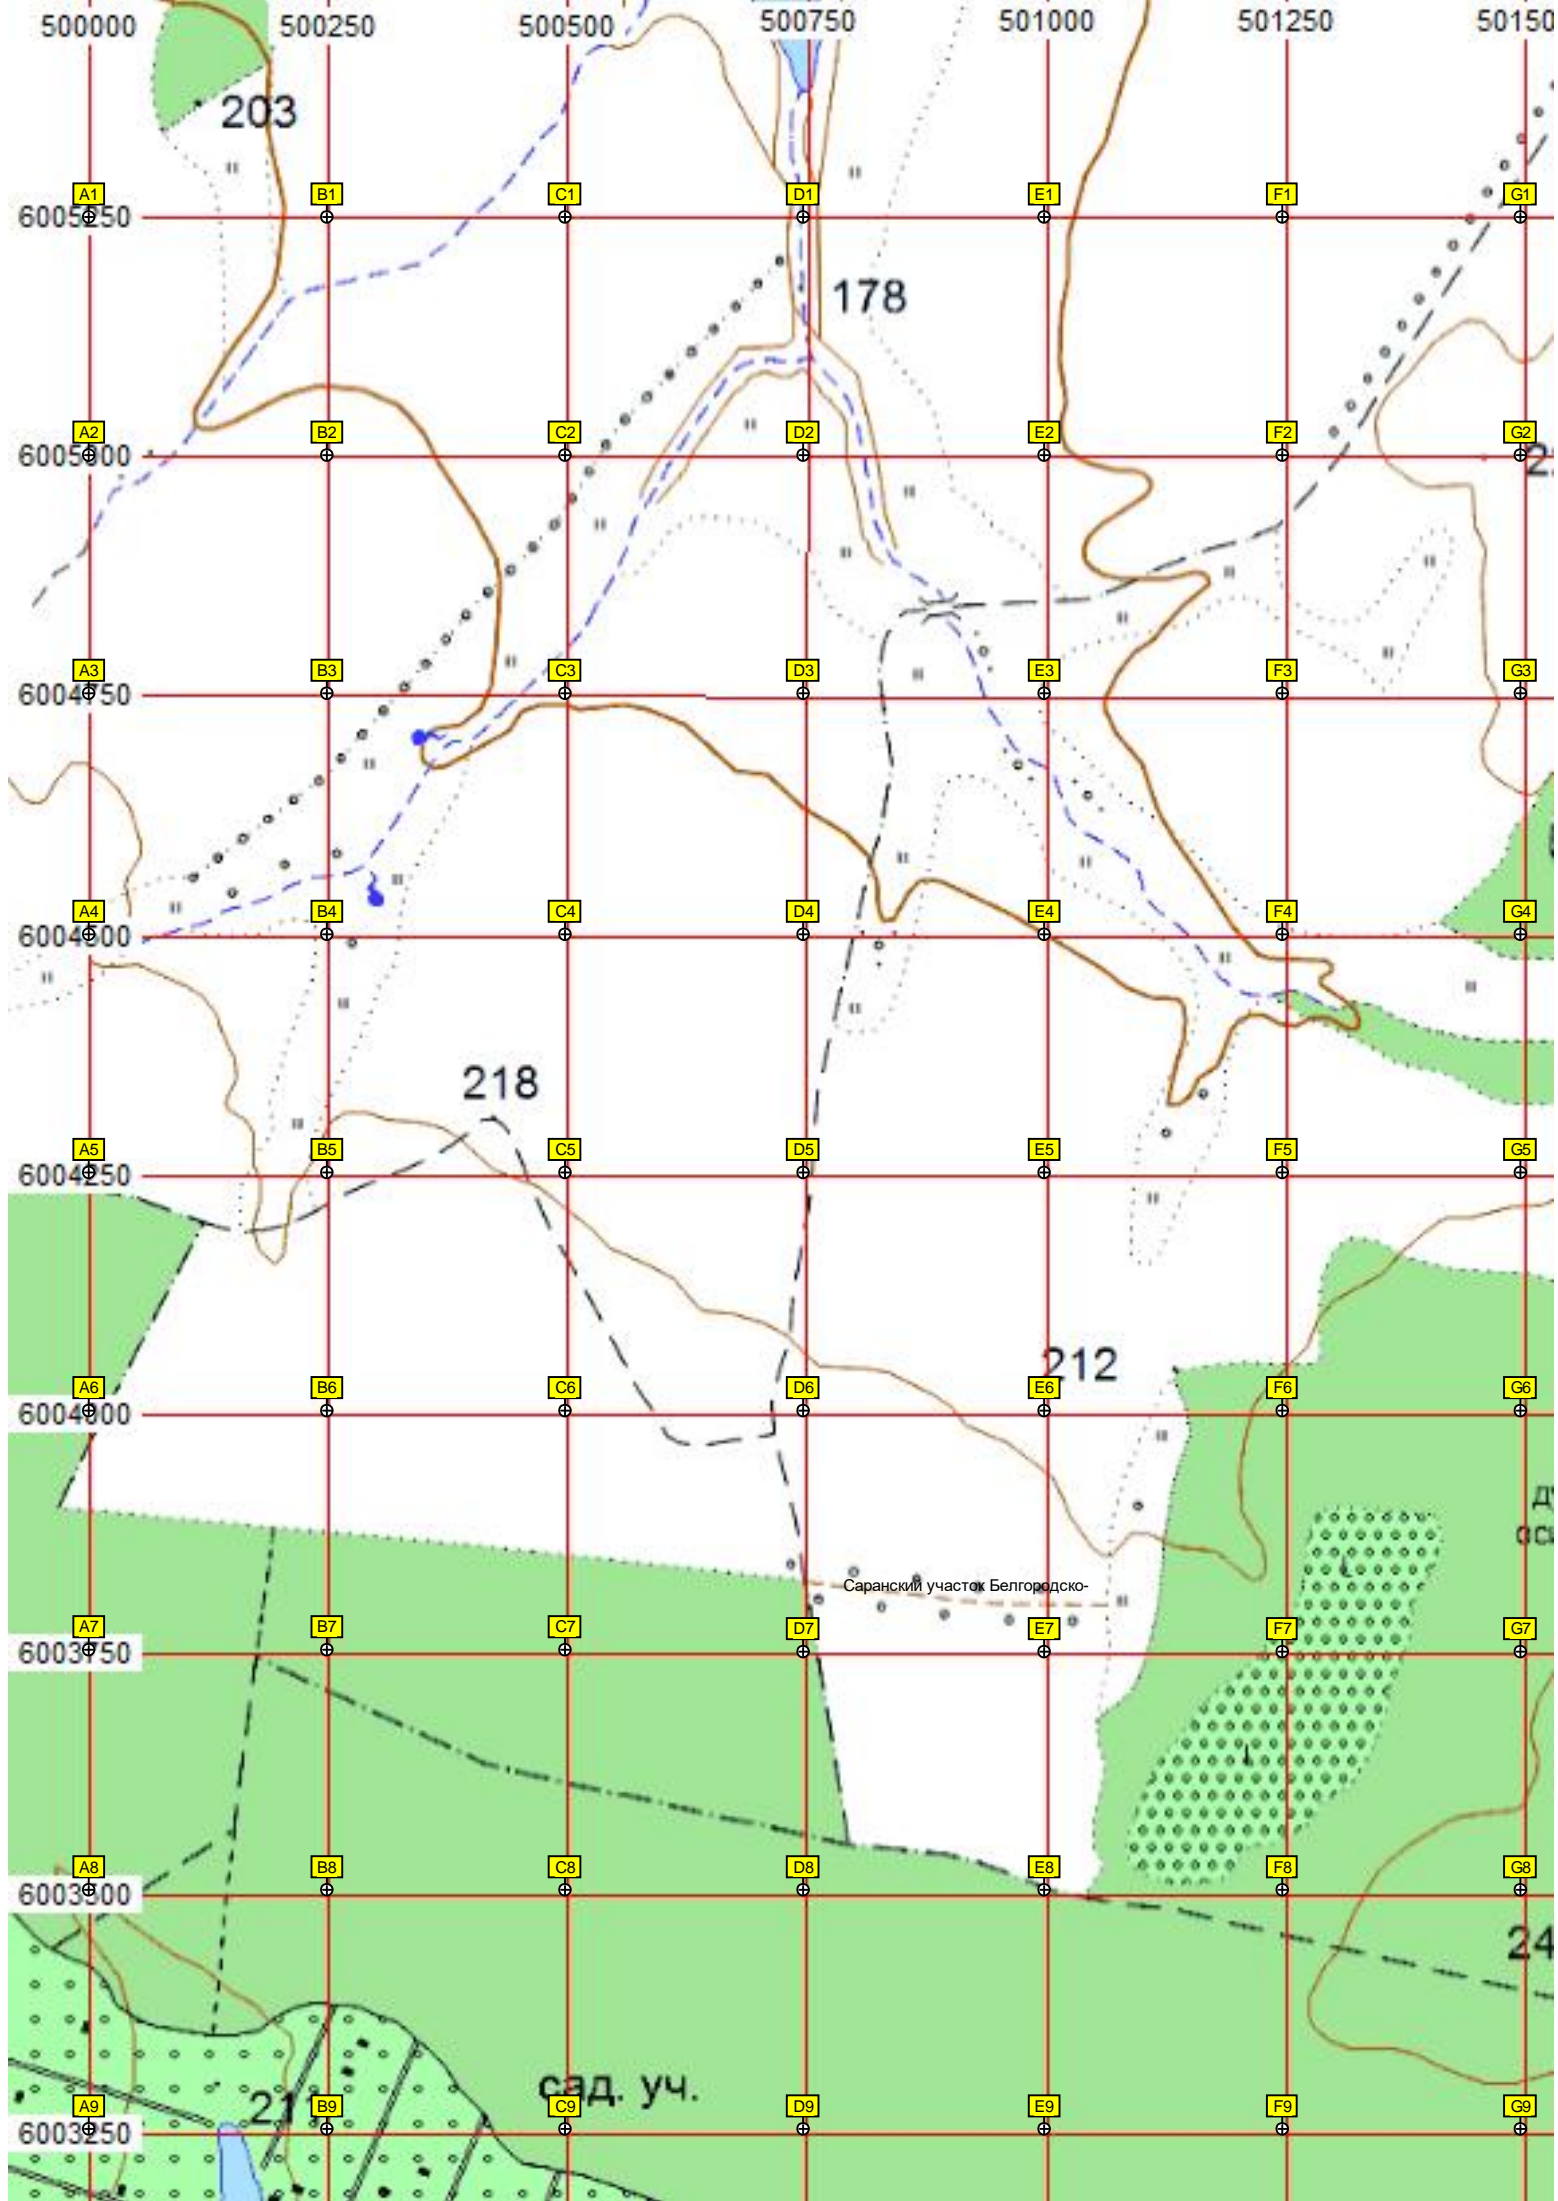 500000 500250 500500 500750 501000 501250 50150
203
A1 B1 C1 D1 E1 F1 G1
6005250
178
A2 B2 C2 D2 E2 F2 G2
6005000
A3 B3 C3 D3 E3 F3 G3
6004750
A4 B4 C4 D4 E4 F4 G4
6004500
218
A5 B5 C5 D5 E5 F5 G5
6004250
212
A6 B6 C6 D6 E6 F6 G6
6004000
Саранский участок Белгородско-
A7 B7 C7 D7 E7 F7 G7
6003750
A8 B8 C8 D8 E8 F8 G8
6003500
24
сад. уч.
211
A9 B9 C9 D9 E9 F9 G9
6003250